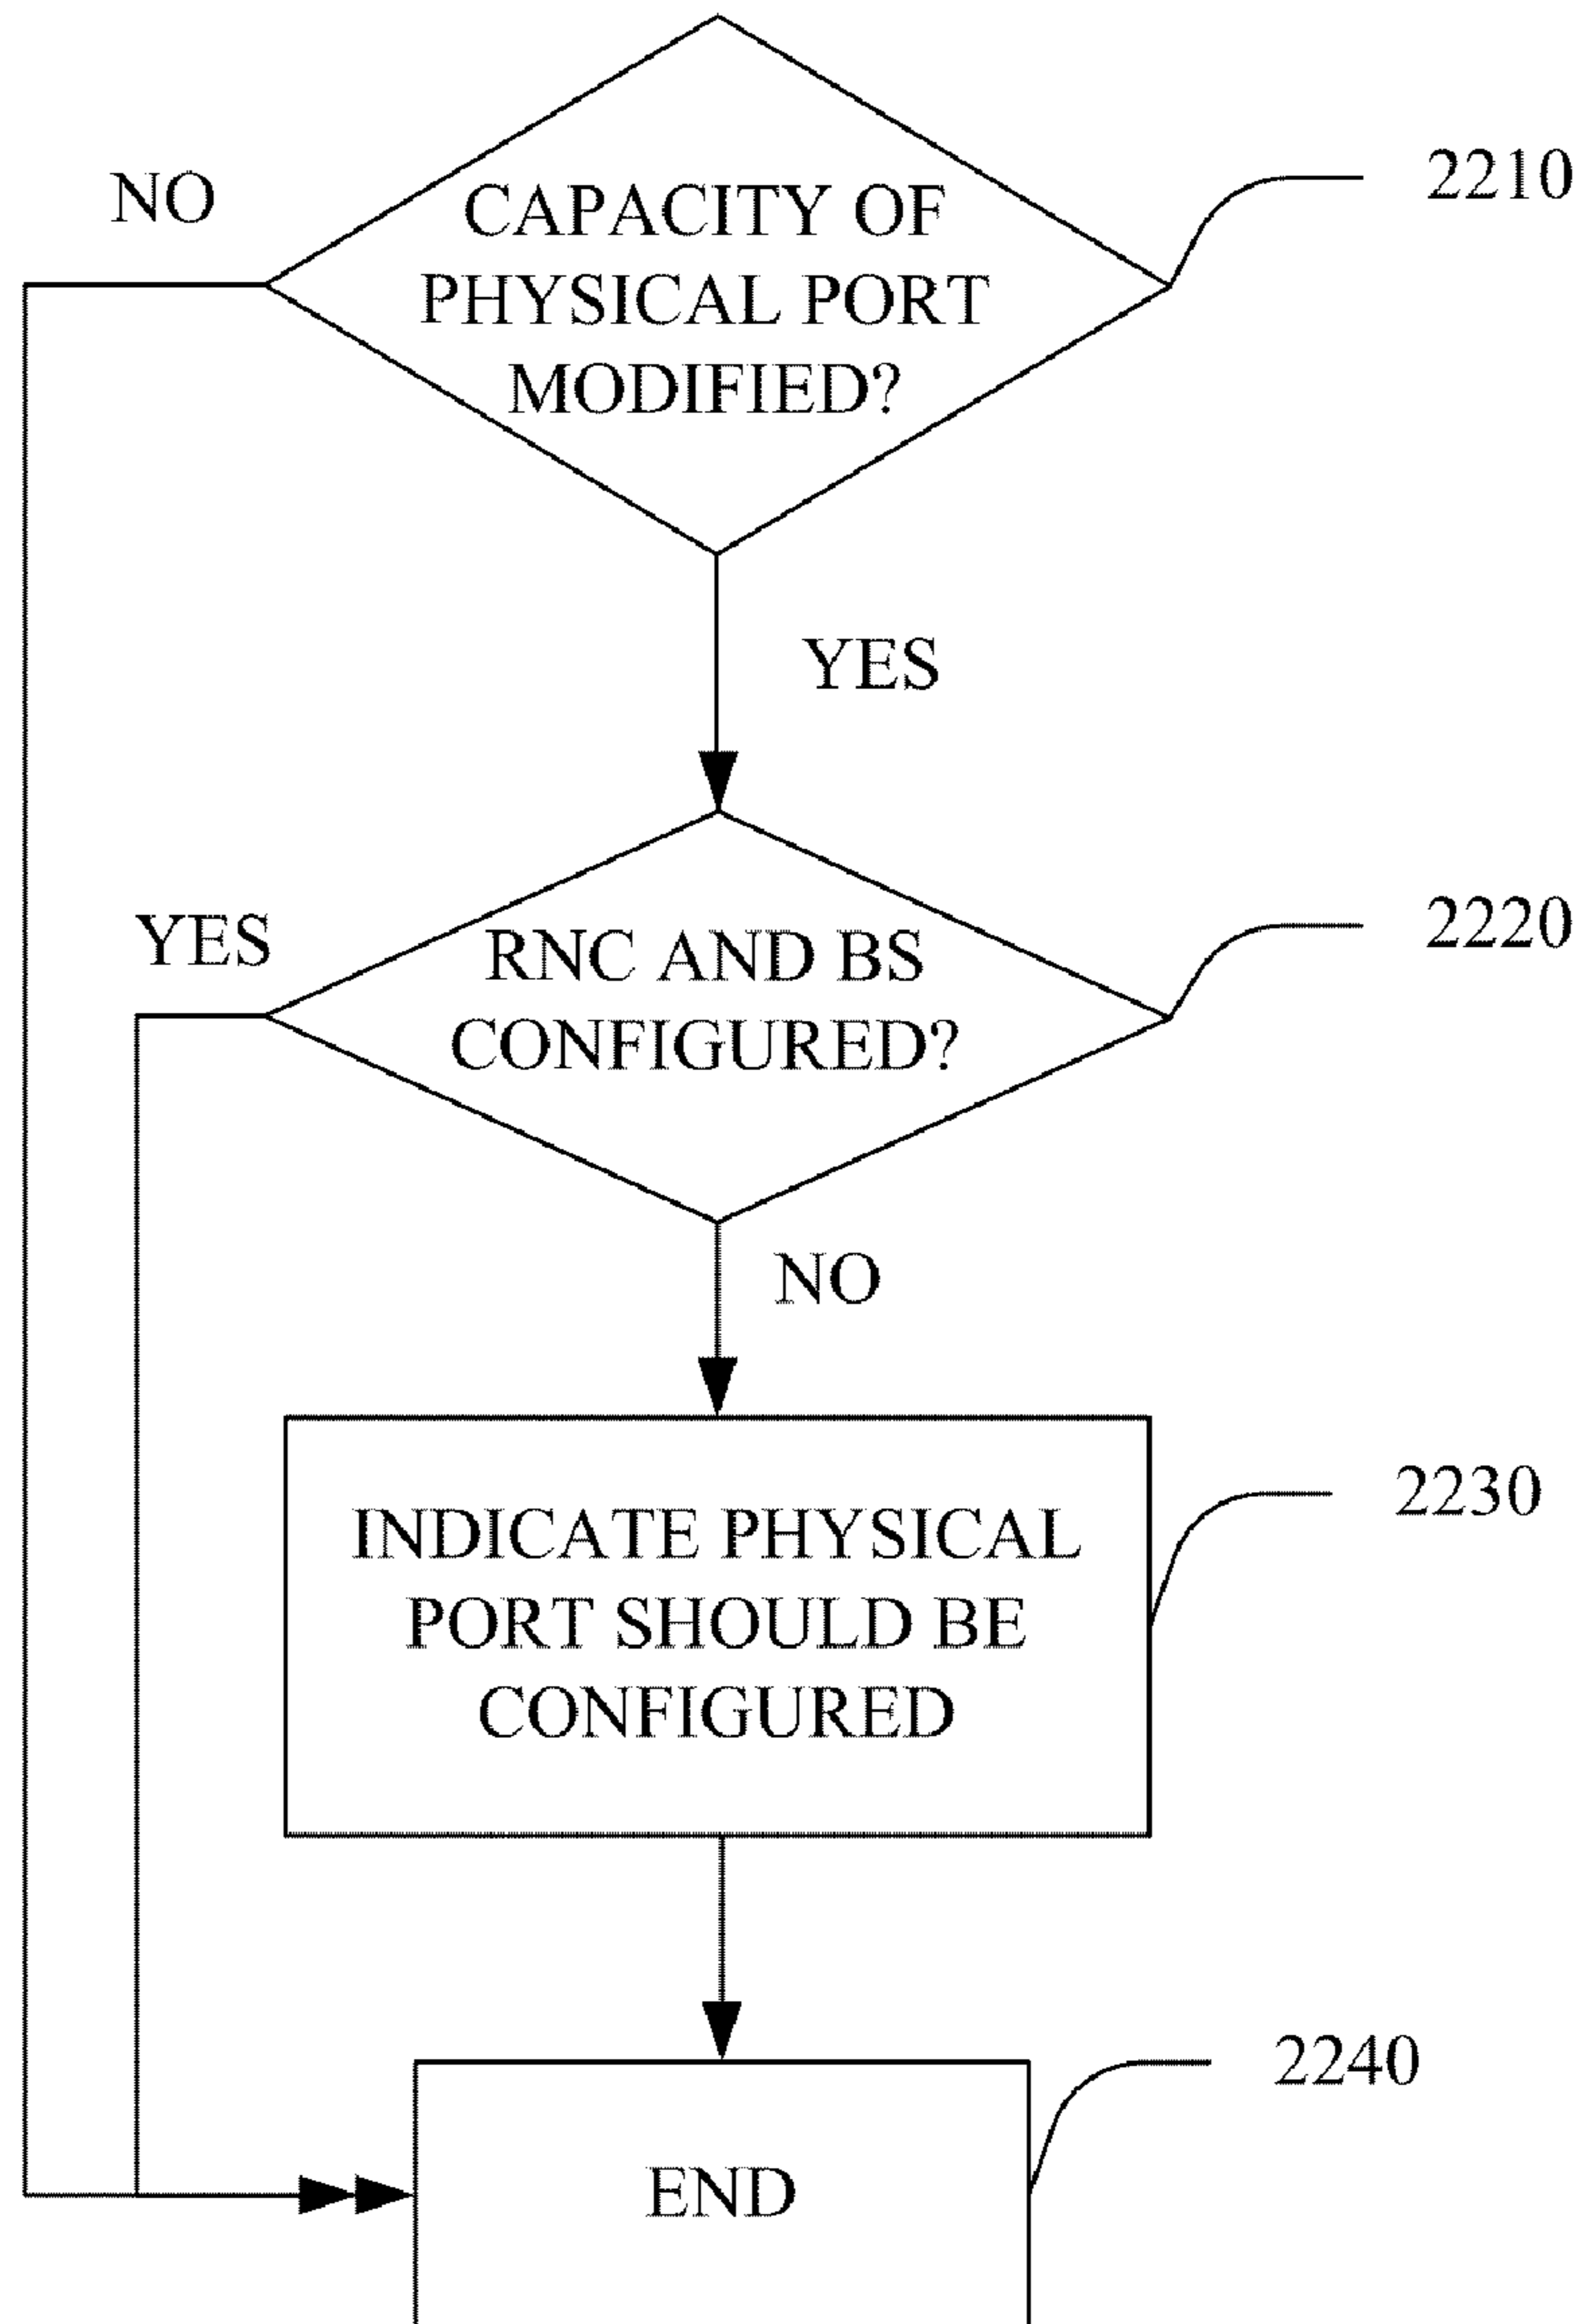 NO
CAPACITY OF
PHYSICAL PORT
MODIFIED?
2210
YES
YES
RNC AND BS
CONFIGURED?
2220
NO
INDICATE PHYSICAL
PORT SHOULD BE
CONFIGURED
2230
END
2240